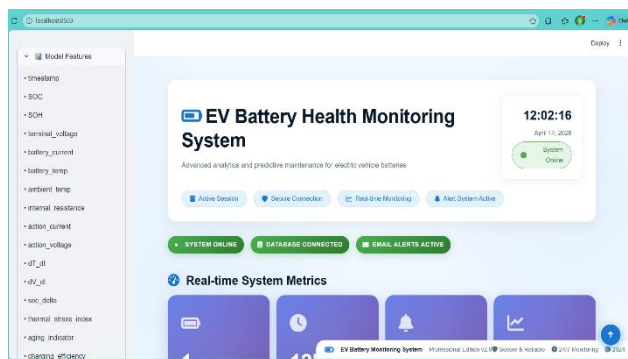 localhost:8503
Deploy
Model Features
• timestamp
• SOC
• SOH
• terminal_voltage
• battery_current
• battery_temp
• ambient_temp
• internal_resistance
• action_current
• action_voltage
• dT_dt
• dV_dt
• soc_delta
• thermal_stress_index
• aging_indicator
• charging_efficiency
EV Battery Health Monitoring
System
Advanced analytics and predictive maintenance for electric vehicle batteries
Active Session
Secure Connection
Real-time Monitoring
Alert System Active
12:02:16
April 14, 2026
System
Online
SYSTEM ONLINE
DATABASE CONNECTED
EMAIL ALERTS ACTIVE
Real-time System Metrics
EV Battery Monitoring System Professional Edition v2.0 Secure & Reliable 24/7 Monitoring 2024